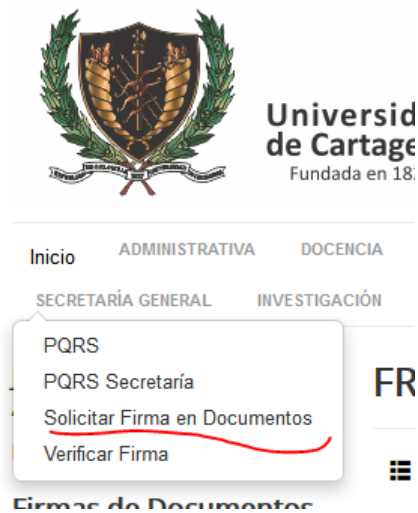 Universid
de Cartage
Fundada en 18
Inicio ADMINISTRATIVA DOCENCIA
SECRETARÍA GENERAL INVESTIGACIÓN
PQRS
PQRS Secretaría
Solicitar Firma en Documentos
Verificar Firma
FR
Firmas de Documentos